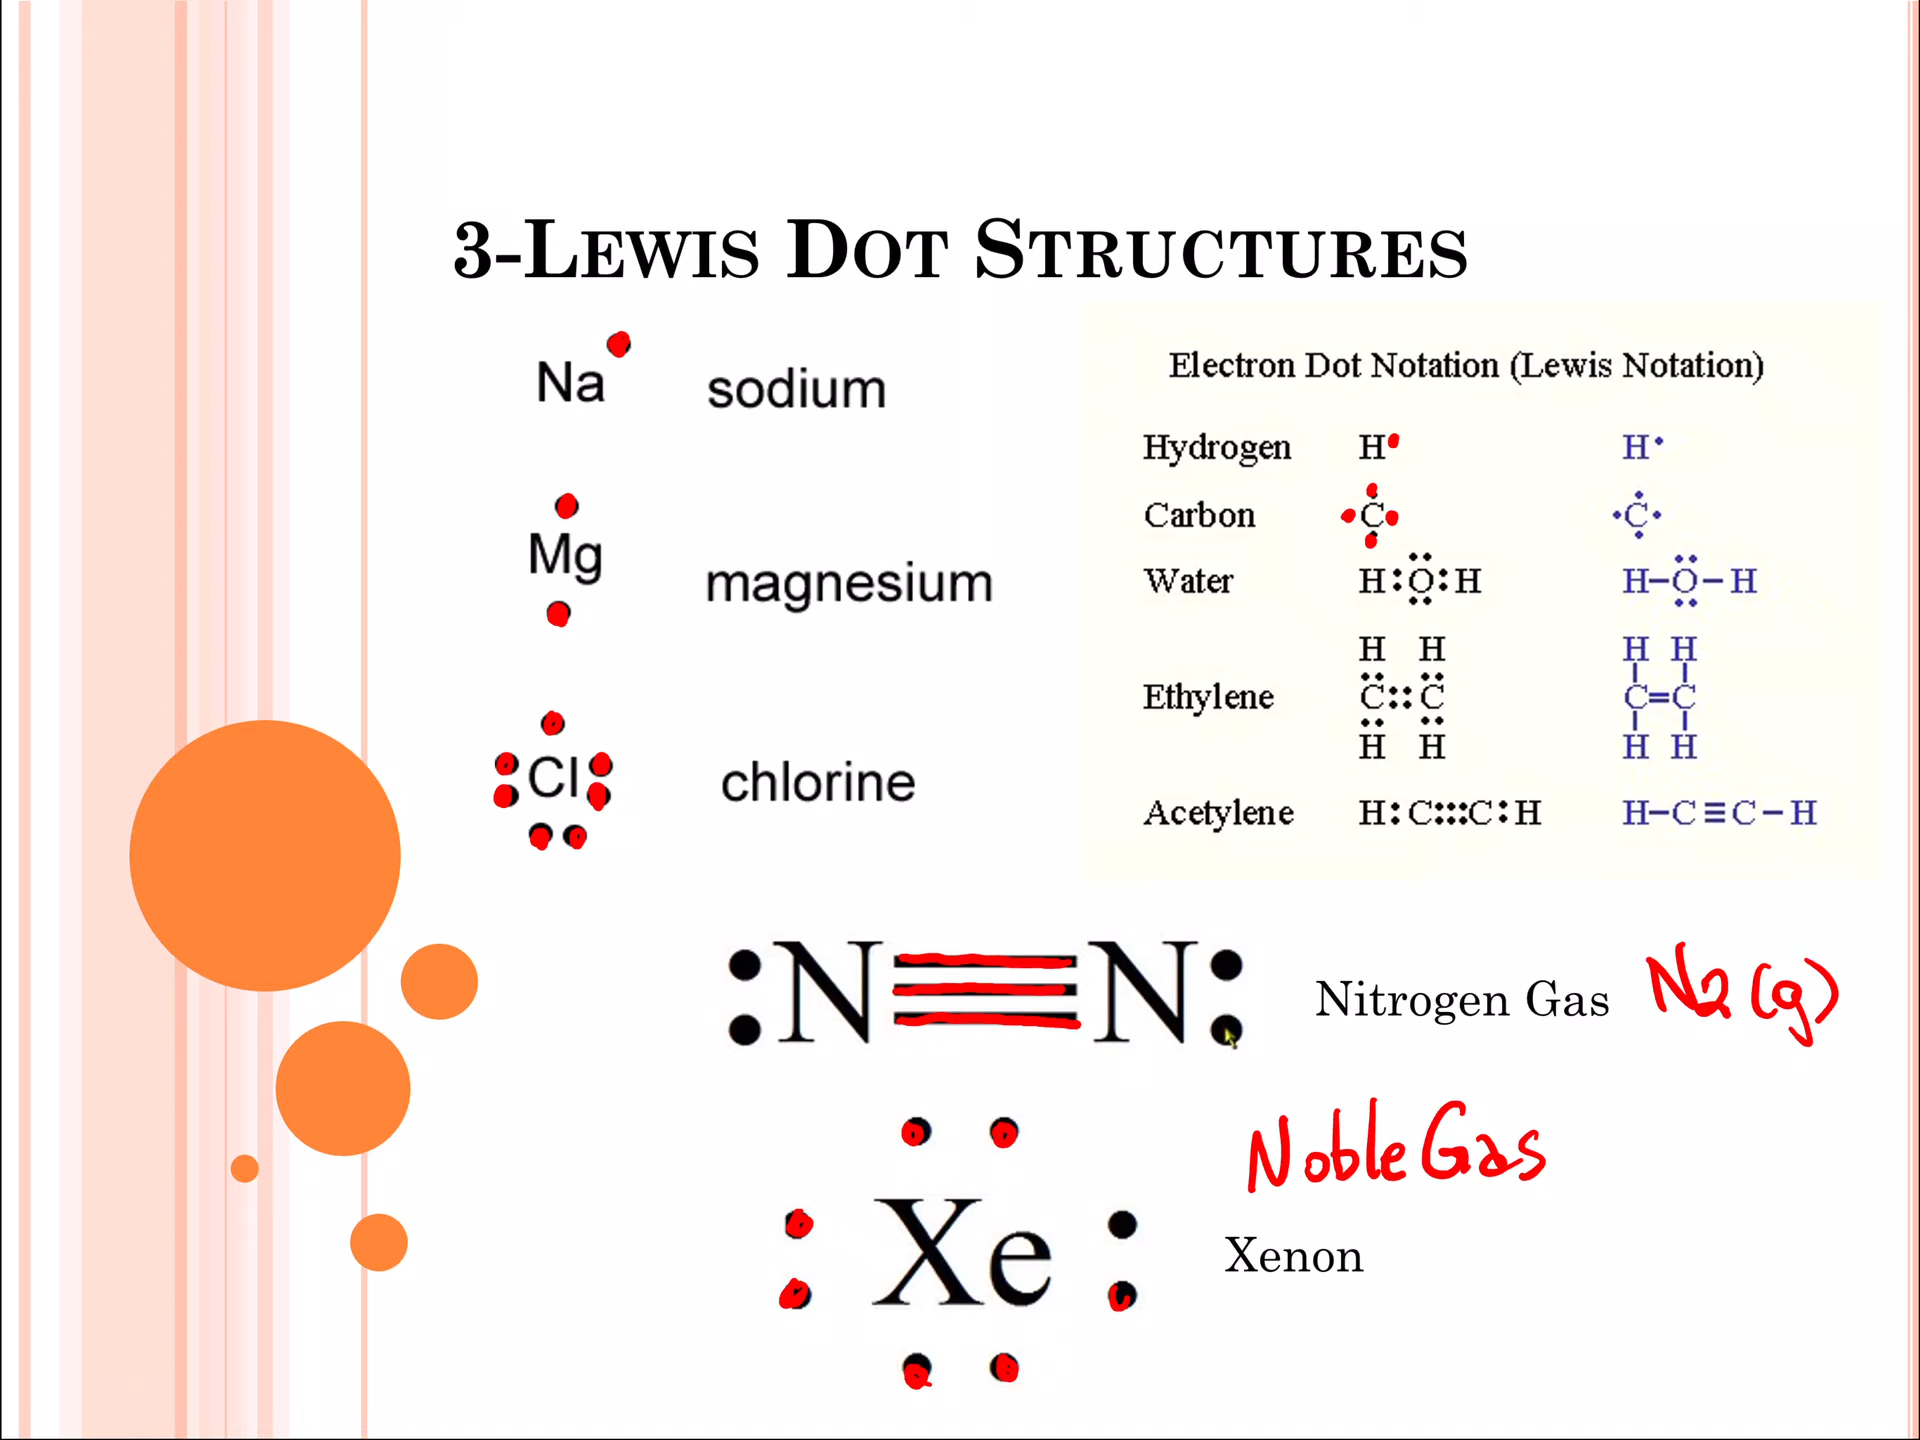 3-LEWIS DOT STRUCTURES
Na sodium
Mg magnesium
Cl chlorine
Electron Dot Notation (Lewis Notation)
Hydrogen H• H•
Carbon C C
Water H:O:H H–O–H
Ethylene
H H H H
C::C C=C
H H H H
Acetylene H:C:::C:H H–C≡C–H
:N≡N: Nitrogen Gas N2(g)
Noble Gas
Xe Xenon